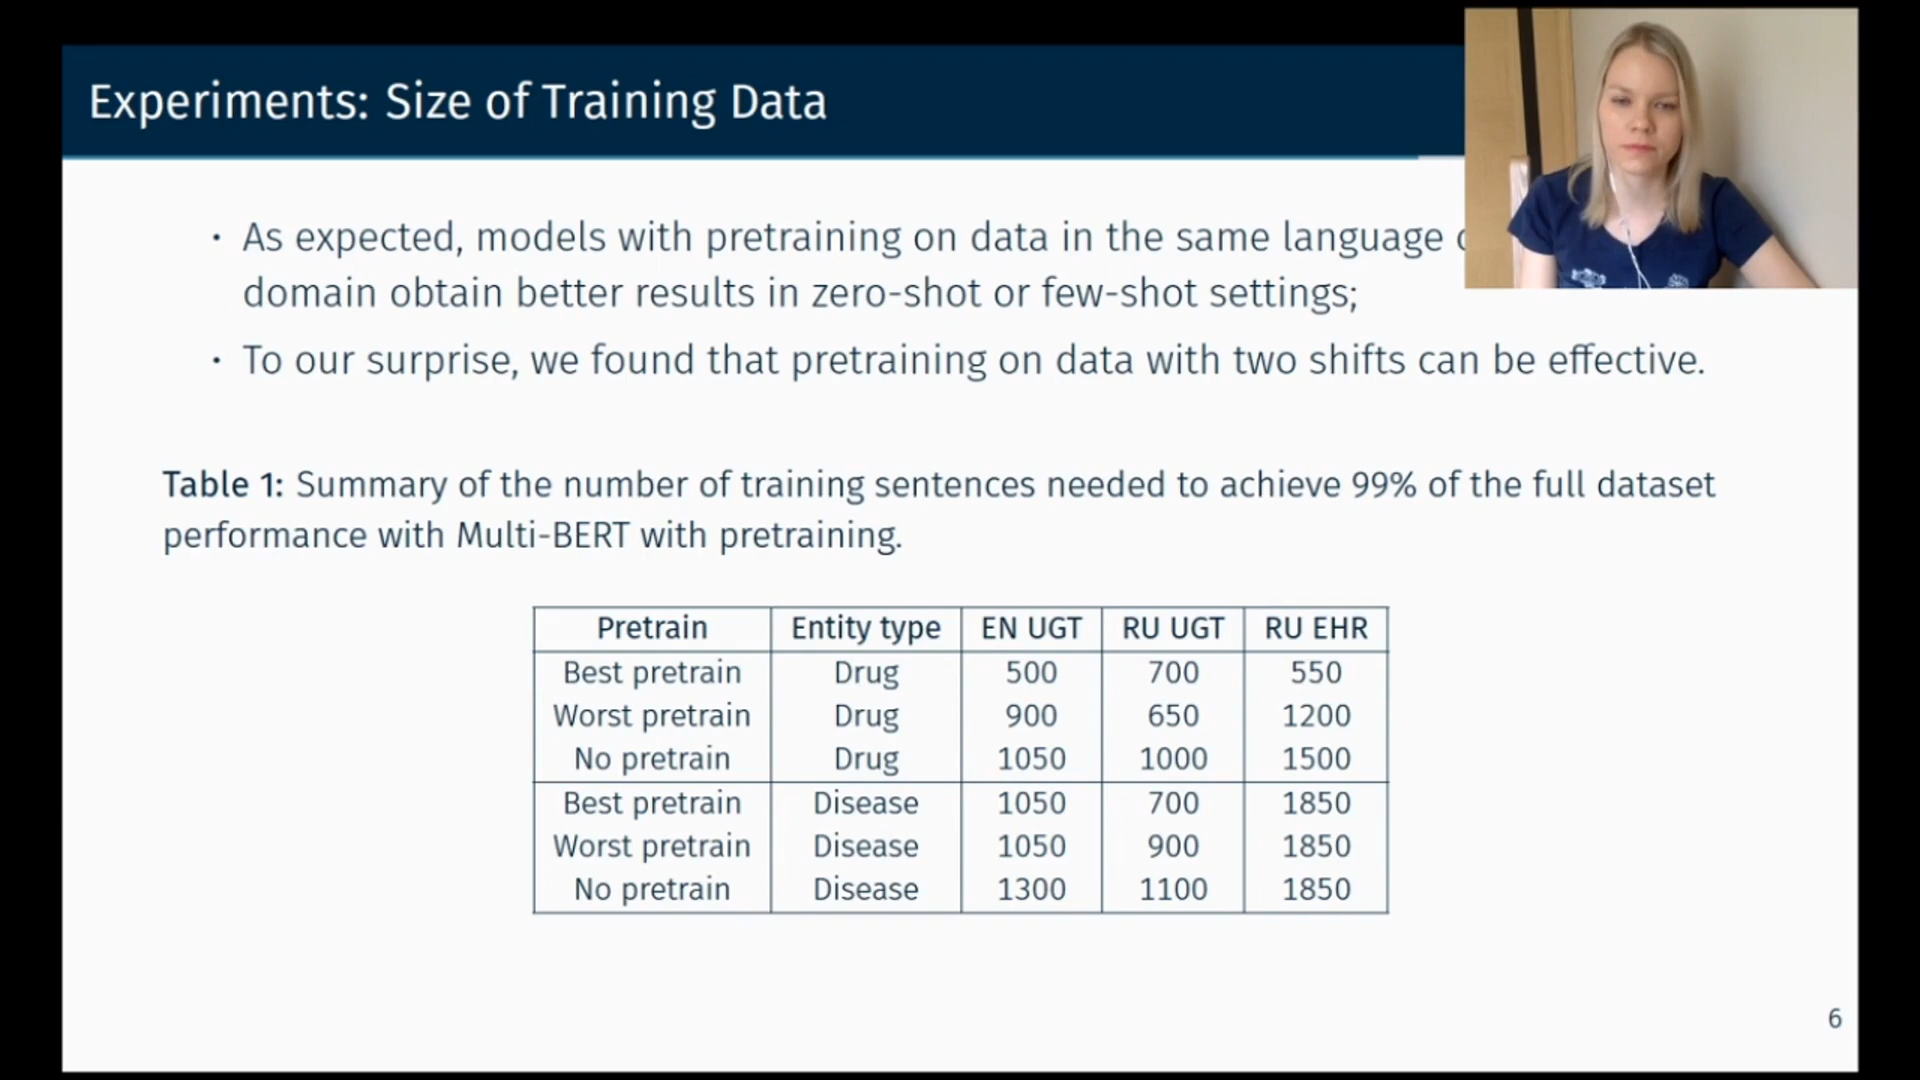 Experiments: Size of Training Data
· As expected, models with pretraining on data in the same language
domain obtain better results in zero-shot or few-shot settings;
· To our surprise, we found that pretraining on data with two shifts can be effective.
Table 1: Summary of the number of training sentences needed to achieve 99% of the full dataset
performance with Multi-BERT with pretraining.
Pretrain Entity type EN UGT RU UGT RU EHR
Best pretrain Drug 500 700 550
Worst pretrain Drug 900 650 1200
No pretrain Drug 1050 1000 1500
Best pretrain Disease 1050 700 1850
Worst pretrain Disease 1050 900 1850
No pretrain Disease 1300 1100 1850
6